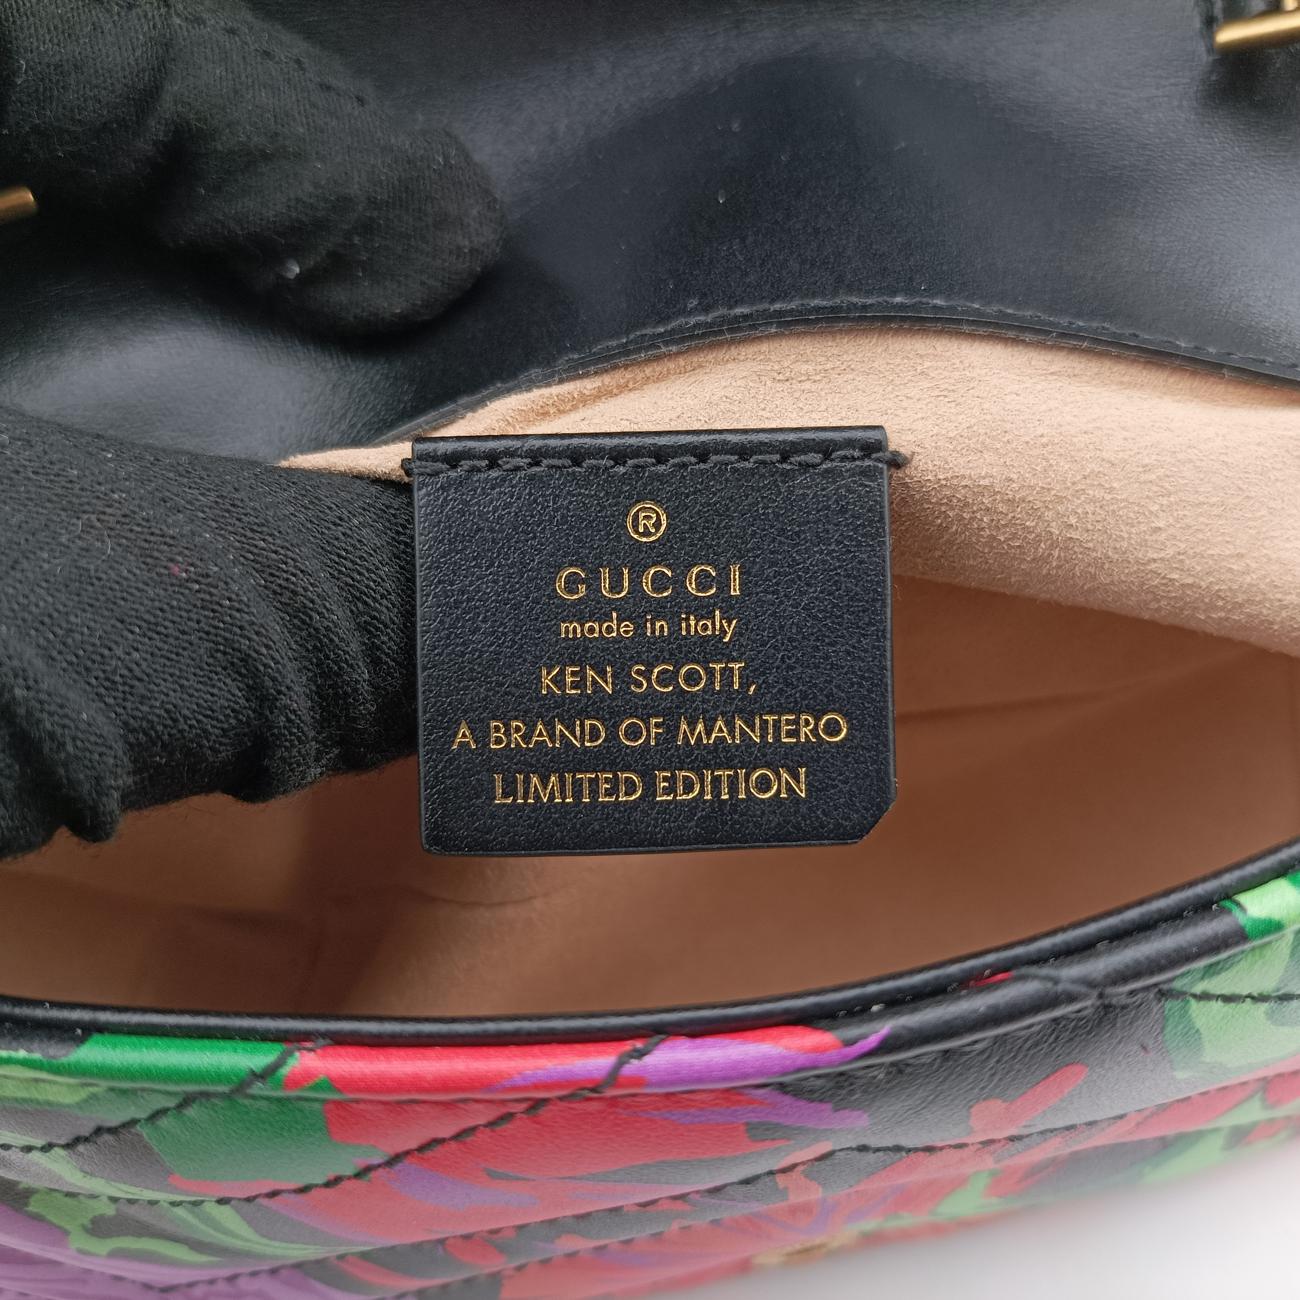 ®
GUCCI
made in italy
KEN SCOTT,
A BRAND OF MANTERO
LIMITED EDITION